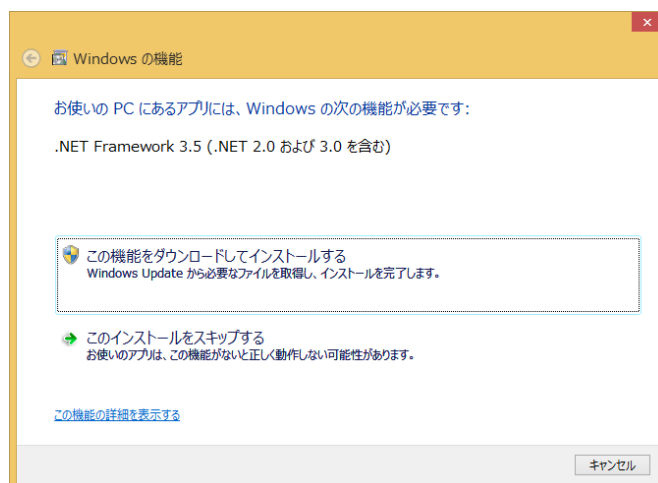 Windows の機能
お使いの PC にあるアプリには、Windows の次の機能が必要です:
.NET Framework 3.5 (.NET 2.0 および 3.0 を含む)
この機能をダウンロードしてインストールする
Windows Update から必要なファイルを取得し、インストールを完了します。
このインストールをスキップする
お使いのアプリは、この機能がないと正しく動作しない可能性があります。
この機能の詳細を表示する
キャンセル